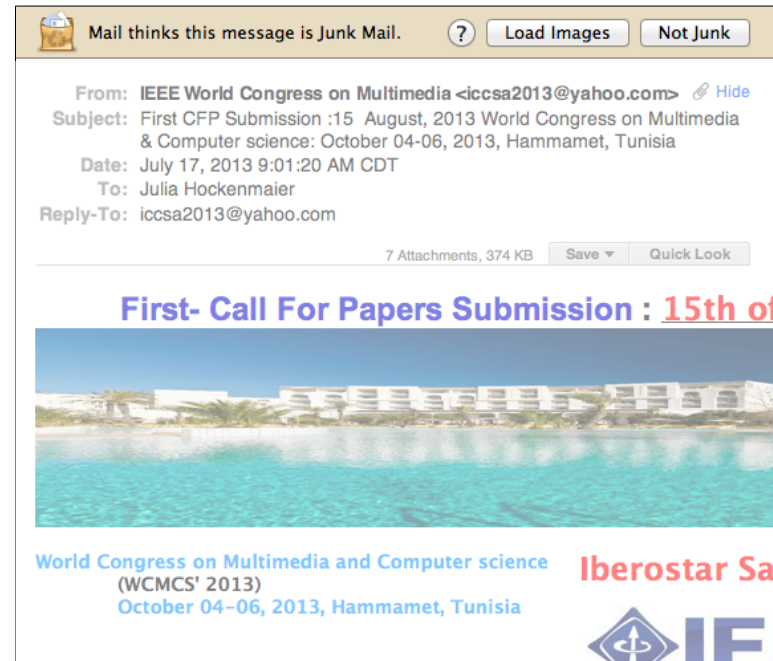 Mail thinks this message is Junk Mail. ? Load Images Not Junk
From: IEEE World Congress on Multimedia <iccsa2013@yahoo.com> Hide
Subject: First CFP Submission :15 August, 2013 World Congress on Multimedia
& Computer science: October 04-06, 2013, Hammamet, Tunisia
Date: July 17, 2013 9:01:20 AM CDT
To: Julia Hockenmaier
Reply-To: iccsa2013@yahoo.com
7 Attachments, 374 KB Save Quick Look
First- Call For Papers Submission : 15th of
World Congress on Multimedia and Computer science
(WCMCS' 2013)
October 04-06, 2013, Hammamet, Tunisia
Iberostar Sa
IE